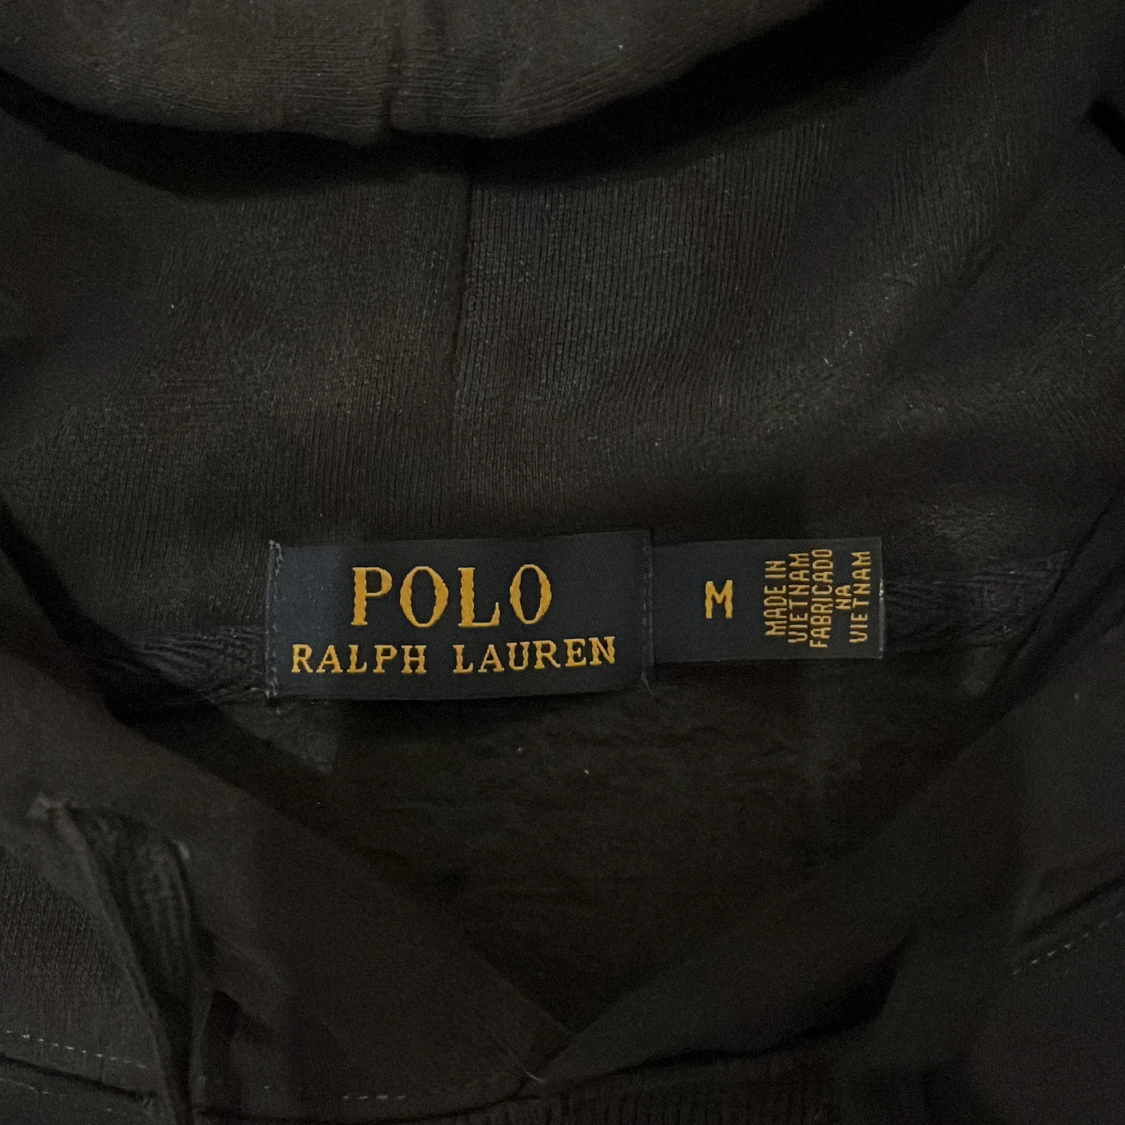 POLO
RALPH LAUREN
M
MADE IN
VIETNAM
FABRICADO
NA
VIETNAM